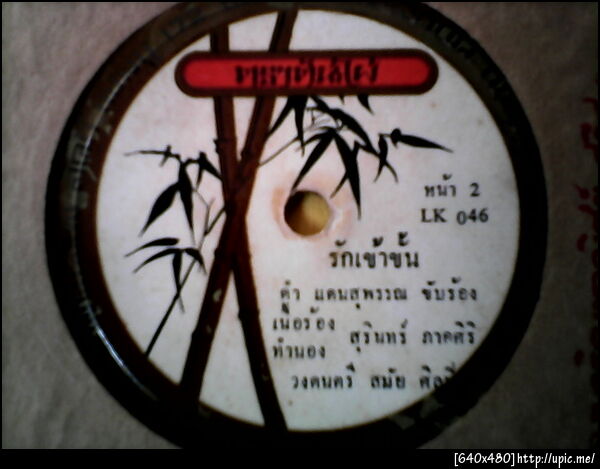 หน้า 2
LK 046
รักเข้าขั้น
ดำ แดนสุพรรณ ขับร้อง
เนื้อร้อง
ทำนอง สุรินทร์ ภาคศิริ
วงดนตรี สมัย
[640x480]http://upic.me/